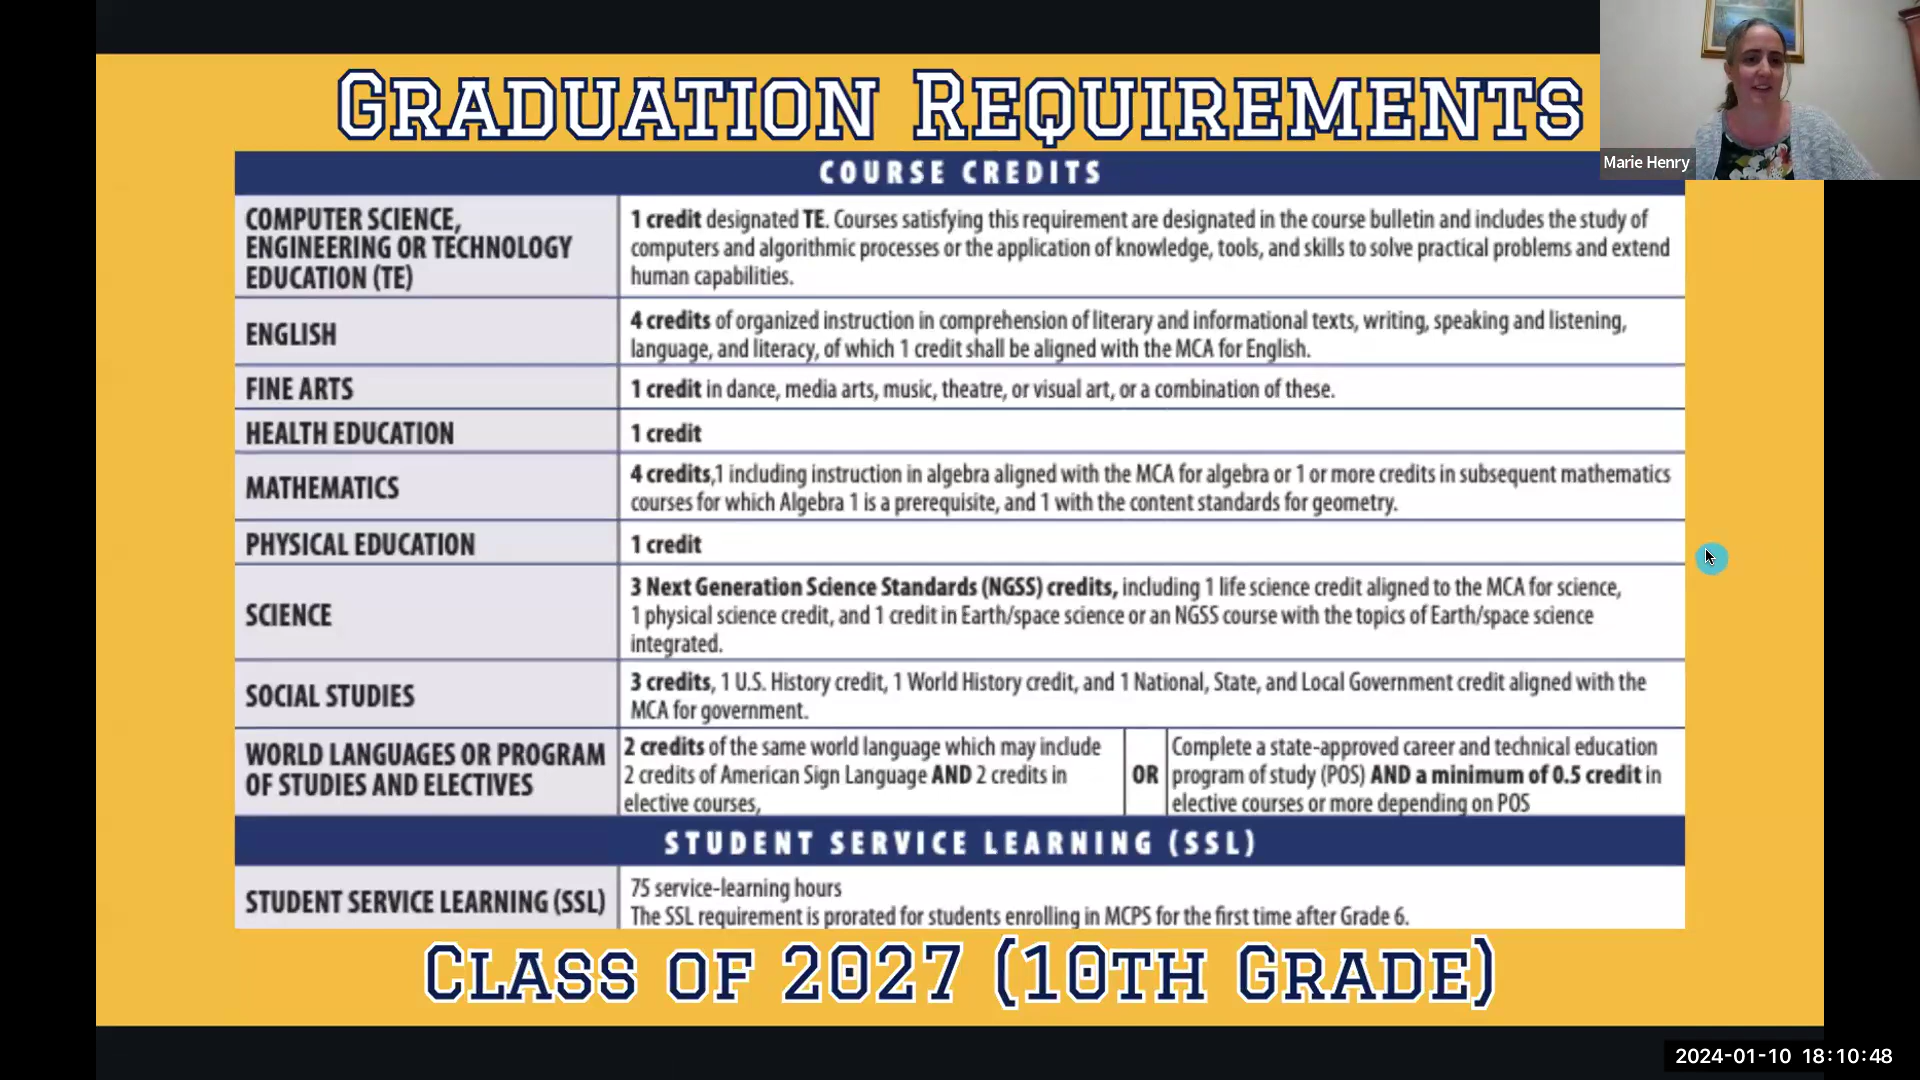 GRADUATION REQUIREMENTS
Marie Henry
COURSE CREDITS
COMPUTER SCIENCE,
ENGINEERING OR TECHNOLOGY
EDUCATION (TE)
1 credit designated TE. Courses satisfying this requirement are designated in the course bulletin and includes the study of
computers and algorithmic processes or the application of knowledge, tools, and skills to solve practical problems and extend
human capabilities.
ENGLISH
4 credits of organized instruction in comprehension of literary and informational texts, writing, speaking and listening,
language, and literacy, of which 1 credit shall be aligned with the MCA for English.
FINE ARTS
1 credit in dance, media arts, music, theatre, or visual art, or a combination of these.
HEALTH EDUCATION
1 credit
MATHEMATICS
4 credits,1 including instruction in algebra aligned with the MCA for algebra or 1 or more credits in subsequent mathematics
courses for which Algebra 1 is a prerequisite, and 1 with the content standards for geometry.
PHYSICAL EDUCATION
1 credit
SCIENCE
3 Next Generation Science Standards (NGSS) credits, including 1 life science credit aligned to the MCA for science,
1 physical science credit, and 1 credit in Earth/space science or an NGSS course with the topics of Earth/space science
integrated.
SOCIAL STUDIES
3 credits, 1 U.S. History credit, 1 World History credit, and 1 National, State, and Local Government credit aligned with the
MCA for government.
WORLD LANGUAGES OR PROGRAM
OF STUDIES AND ELECTIVES
2 credits of the same world language which may include
2 credits of American Sign Language AND 2 credits in
elective courses,
OR
Complete a state-approved career and technical education
program of study (POS) AND a minimum of 0.5 credit in
elective courses or more depending on POS
STUDENT SERVICE LEARNING (SSL)
STUDENT SERVICE LEARNING (SSL)
75 service-learning hours
The SSL requirement is prorated for students enrolling in MCPS for the first time after Grade 6.
CLASS OF 2027 (10TH GRADE)
2024-01-10 18:10:48